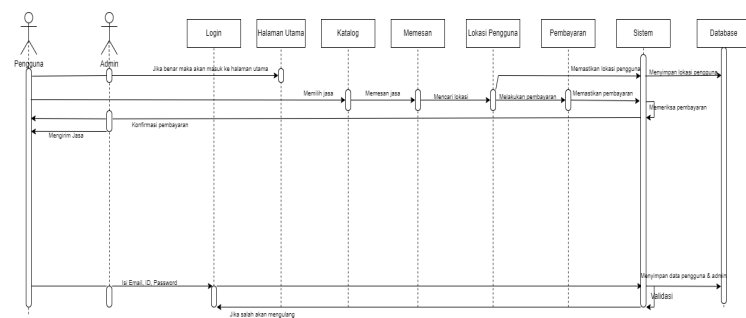 Pengguna
Admin
Login
Halaman Utama
Katalog
Memesan
Lokasi Pengguna
Pembayaran
Sistem
Database
Jika benar maka akan masuk ke halaman utama
Memastikan lokasi pengguna
Menyimpan lokasi pengguna
Memilih jasa
Memesan jasa
Mencari lokasi
Melakukan pembayaran
Memastikan pembayaran
Memeriksa pembayaran
Konfirmasi pembayaran
Mengirim Jasa
Isi Email, ID, Password
Menyimpan data pengguna & admin
Validasi
Jika salah akan mengulang